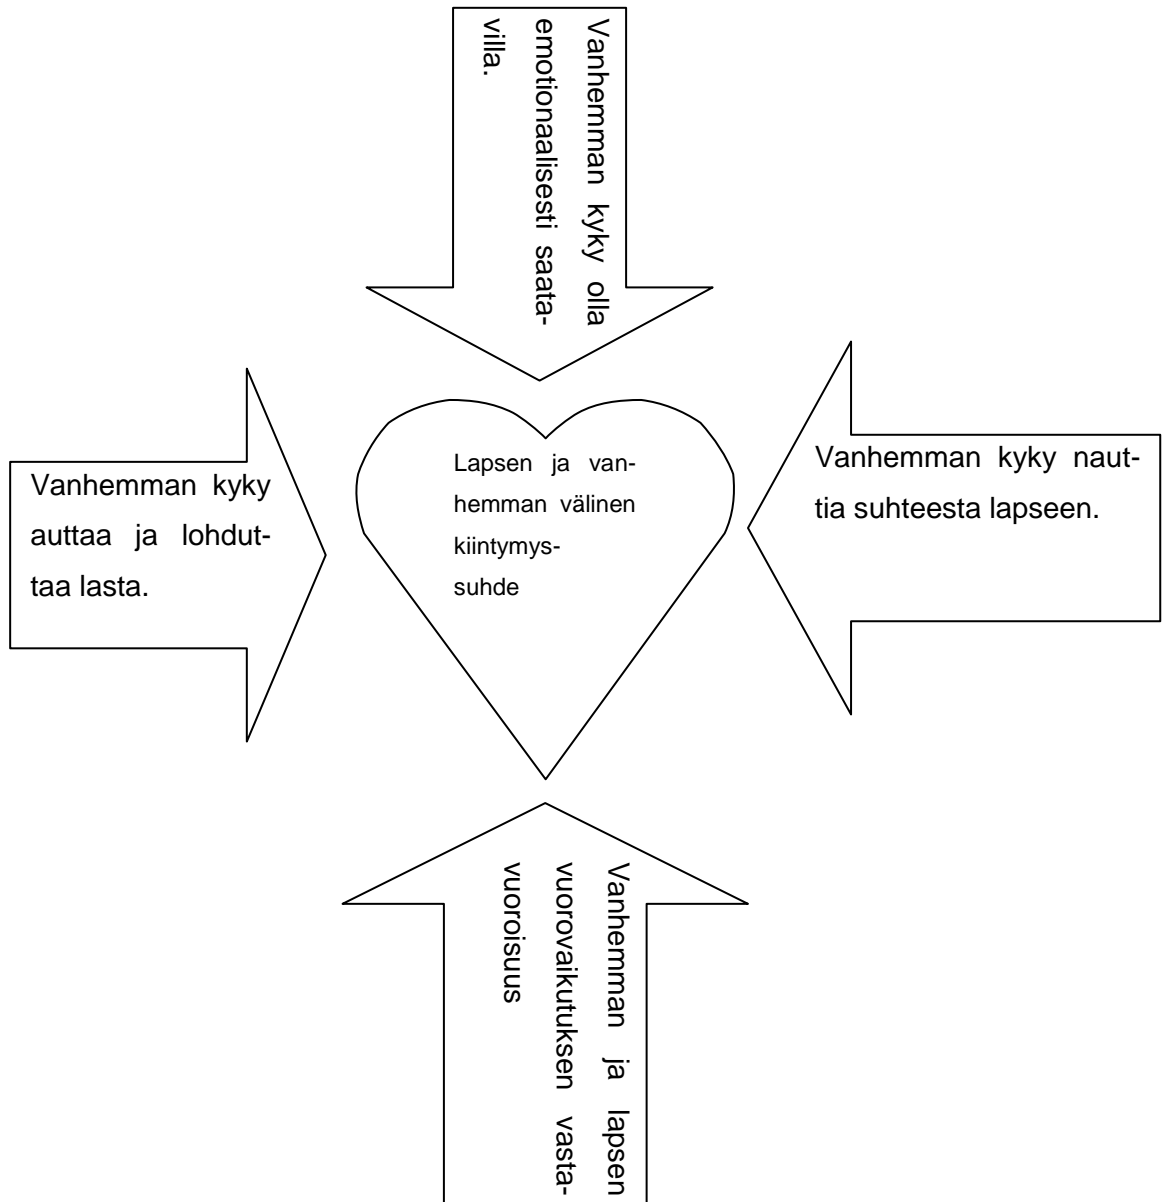 Vanhemman kyky olla
emotionaalisesti saata-
villa.
Vanhemman kyky
auttaa ja lohdut-
taa lasta.
Lapsen ja van-
hemman välinen
kiintymys-
suhde
Vanhemman kyky naut-
tia suhteesta lapseen.
Vanhemman ja lapsen
vuorovaikutuksen vasta-
vuoroisuus